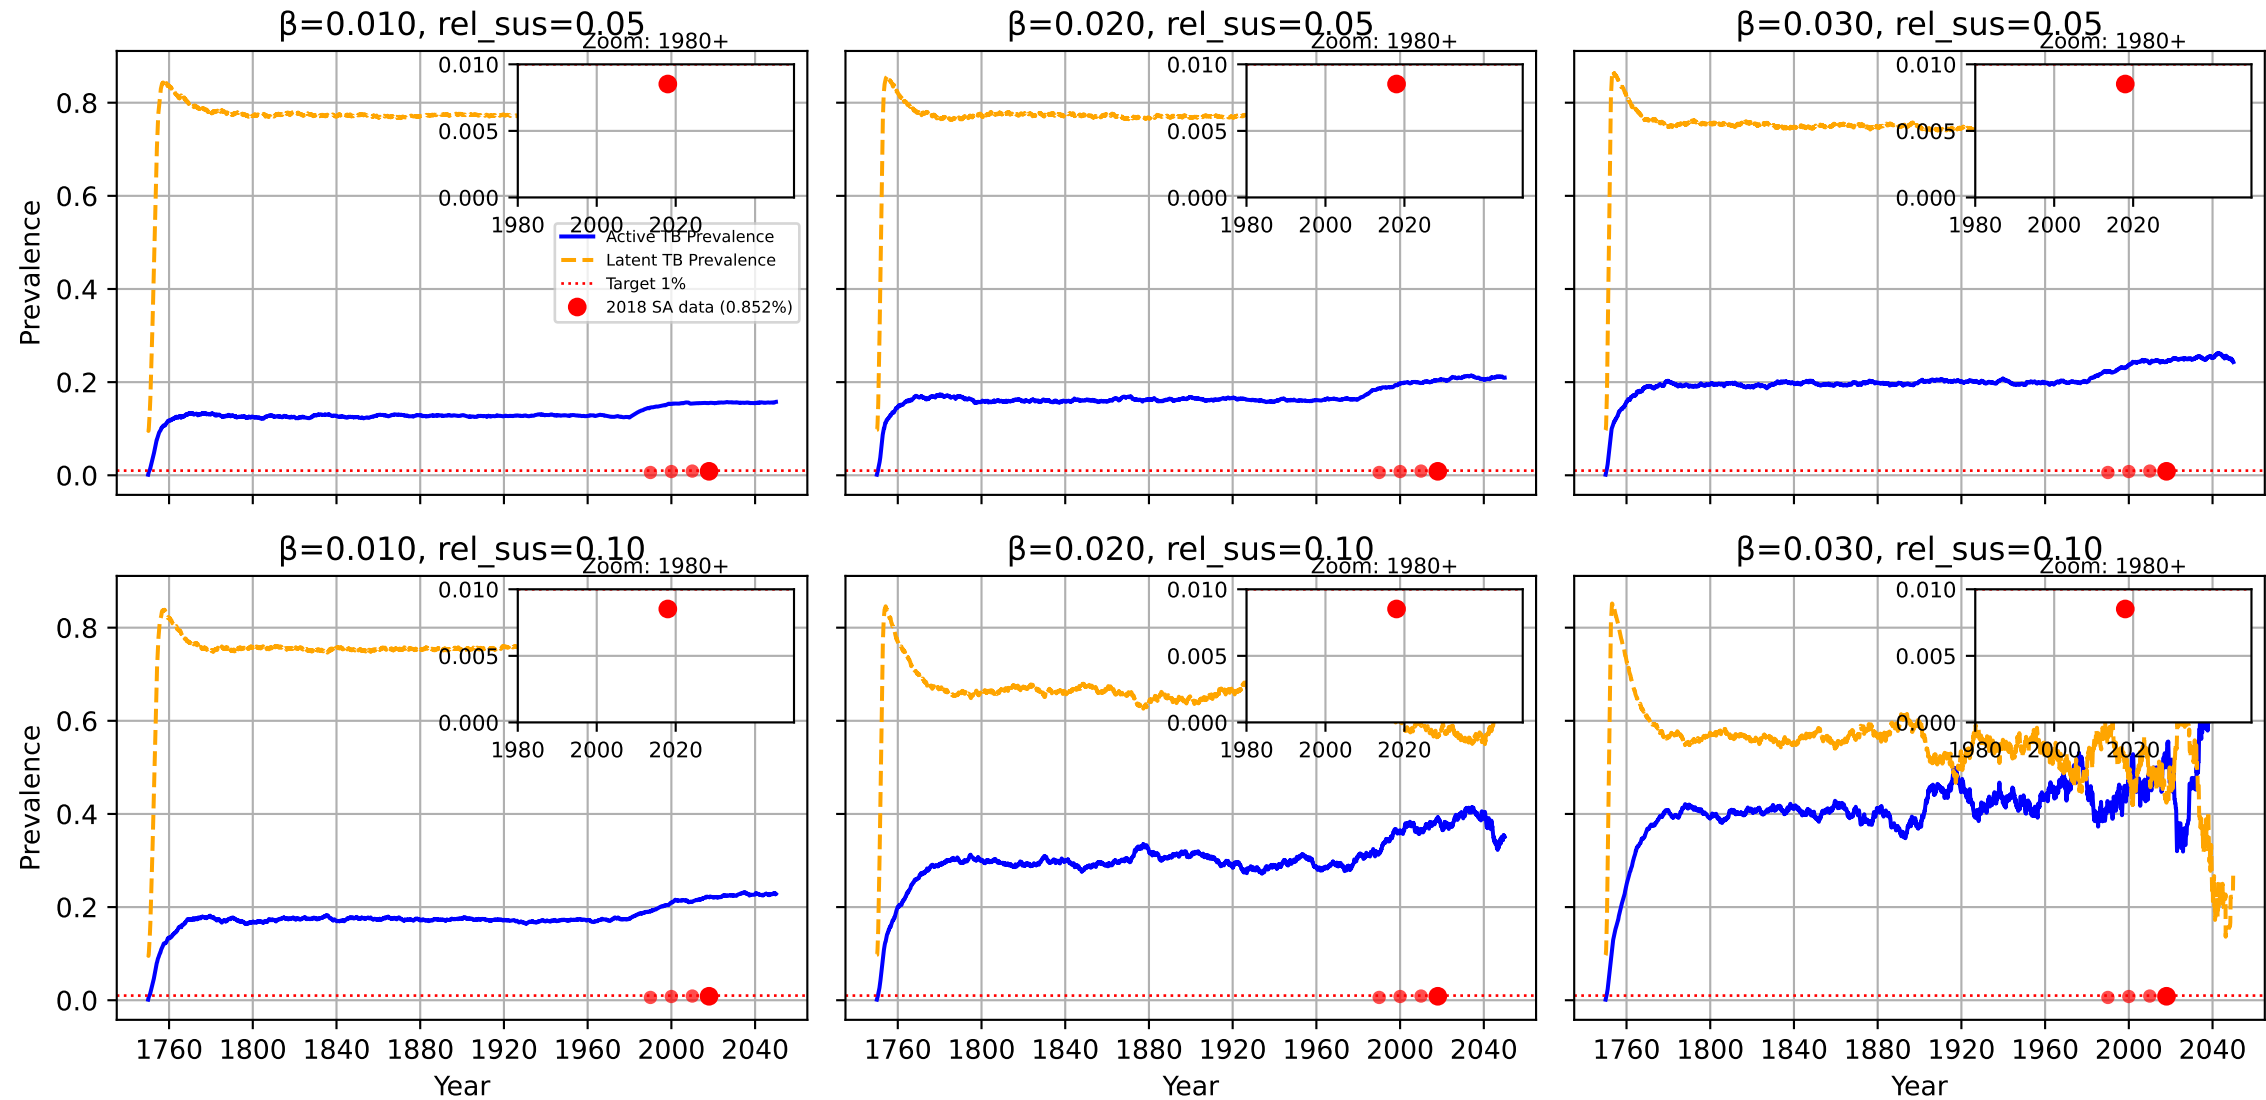 β=0.010, rel_sus=0.05
Zoom: 1980+
β=0.020, rel_sus=0.05
Zoom: 1980+
β=0.030, rel_sus=0.05
Zoom: 1980+
Prevalence
0.8
0.6
0.4
0.2
0.0
0.010
0.005
0.000
1980 2000 2020
Active TB Prevalence
Latent TB Prevalence
Target 1%
2018 SA data (0.852%)
0.010
0.005
0.000
1980 2000 2020
0.010
0.005
0.000
1980 2000 2020
β=0.010, rel_sus=0.10
Zoom: 1980+
β=0.020, rel_sus=0.10
Zoom: 1980+
β=0.030, rel_sus=0.10
Zoom: 1980+
Prevalence
0.8
0.6
0.4
0.2
0.0
0.010
0.005
0.000
1980 2000 2020
0.010
0.005
0.000
1980 2000 2020
0.010
0.005
0.000
1980 2000 2020
1760 1800 1840 1880 1920 1960 2000 2040
1760 1800 1840 1880 1920 1960 2000 2040
1760 1800 1840 1880 1920 1960 2000 2040
Year
Year
Year